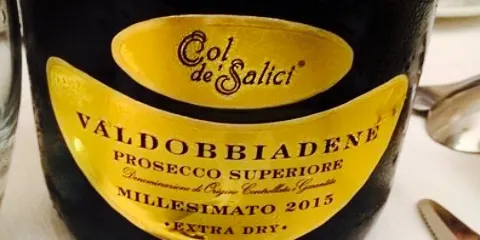 Col
de' Salici®
VALDOBBIADENE
PROSECCO SUPERIORE
Denominazione di Origine Controllata e Garantita
MILLESIMATO 2015
• EXTRA DRY •